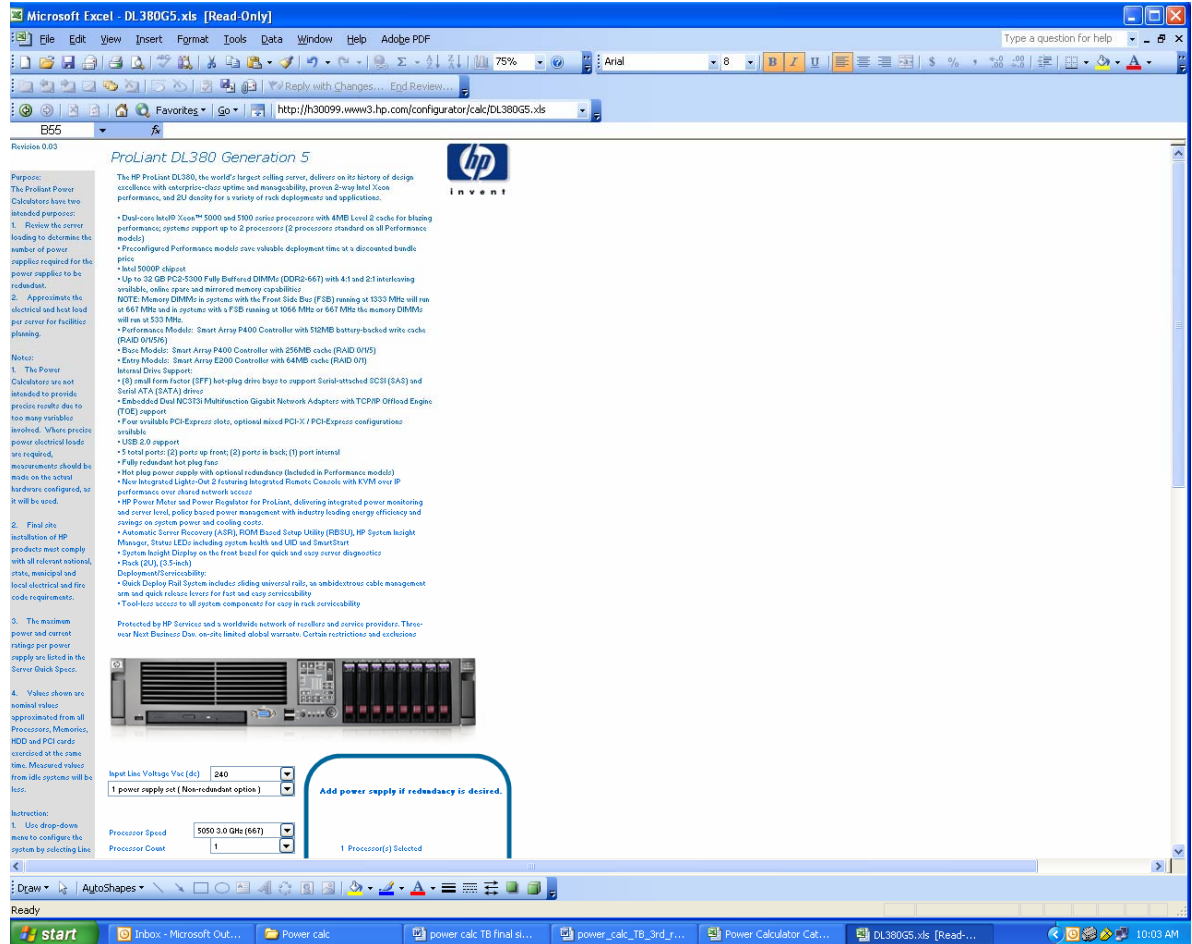 Microsoft Excel - DL380G5.xls [Read-Only]
File Edit View Insert Format Tools Data Window Help Adobe PDF
Type a question for help
75%
Arial
8
Reply with Changes... End Review...
Favorites Go http://h30099.www3.hp.com/configurator/calc/DL380G5.xls
B55 fx
Revision 0.03
Purpose:
The Proliant Power
Calculators have two
intended purposes:
1. Review the server
loading to determine the
number of power
supplies required for the
power supplies to be
redundant.
2. Approximate the
electrical and heat load
per server for facilities
planning.
Notes:
1. The Power
Calculators are not
intended to provide
precise results due to
too many variables
involved. Where precise
power electrical loads
are required,
measurements should be
made on the actual
hardware configured, as
it will be used.
2. Final site
installation of HP
products must comply
with all relevant national,
state, municipal and
local electrical and fire
code requirements.
3. The maximum
power and current
ratings per power
supply are listed in the
Server Quick Specs.
4. Values shown are
nominal values
approximated from all
Processors, Memories,
HDD and PCI cards
exercised at the same
time. Measured values
from idle systems will be
less.
Instruction:
1. Use drop-down
menu to configure the
system by selecting Line
ProLiant DL380 Generation 5
hp
invent
The HP ProLiant DL380, the world's largest selling server, delivers on its history of design
excellence with enterprise-class uptime and manageability, proven 2-way Intel Xeon
performance, and 2U density for a variety of rack deployments and applications.
• Dual-core Intel® Xeon™ 5000 and 5100 series processors with 4MB Level 2 cache for blazing
performance; systems support up to 2 processors (2 processors standard on all Performance
models)
• Preconfigured Performance models save valuable deployment time at a discounted bundle
price
• Intel 5000P chipset
• Up to 32 GB PC2-5300 Fully Buffered DIMMs (DDR2-667) with 4:1 and 2:1 interleaving
available, online spare and mirrored memory capabilities
NOTE: Memory DIMMs in systems with the Front Side Bus (FSB) running at 1333 MHz will run
at 667 MHz and in systems with a FSB running at 1066 MHz or 667 MHz the memory DIMMs
will run at 533 MHz.
• Performance Models: Smart Array P400 Controller with 512MB battery-backed write cache
(RAID 0/1/5/6)
• Base Models: Smart Array P400 Controller with 256MB cache (RAID 0/1/5)
• Entry Models: Smart Array E200 Controller with 64MB cache (RAID 0/1)
Internal Drive Support:
• (8) small form factor (SFF) hot-plug drive bays to support Serial-attached SCSI (SAS) and
Serial ATA (SATA) drives
• Embedded Dual NC373i Multifunction Gigabit Network Adapters with TCP/IP Offload Engine
(TOE) support
• Four available PCI-Express slots, optional mixed PCI-X / PCI-Express configurations
available
• USB 2.0 support
• 5 total ports: (2) ports up front; (2) ports in back; (1) port internal
• Fully redundant hot plug fans
• Hot plug power supply with optional redundancy (Included in Performance models)
• New Integrated Lights-Out 2 featuring Integrated Remote Console with KVM over IP
performance over shared network access
• HP Power Meter and Power Regulator for ProLiant, delivering integrated power monitoring
and server level, policy based power management with industry leading energy efficiency and
savings on system power and cooling costs.
• Automatic Server Recovery (ASR), ROM Based Setup Utility (RBSU), HP System Insight
Manager, Status LEDs including system health and UID and SmartStart
• System Insight Display on the front bezel for quick and easy server diagnostics
• Rack (2U), (3.5-inch)
Deployment/Serviceability:
• Quick Deploy Rail System includes sliding universal rails, an ambidextrous cable management
arm and quick release levers for fast and easy serviceability
• Tool-less access to all system components for easy in rack serviceability
Protected by HP Services and a worldwide network of resellers and service providers. Three-
year Next Business Day, on-site limited global warranty. Certain restrictions and exclusions
Input Line Voltage Vac (dc) 240
1 power supply set ( Non-redundant option )
Add power supply if redundancy is desired.
Processor Speed 5050 3.0 GHz (667)
Processor Count 1
1 Processor(s) Selected
Draw AutoShapes
Ready
start
Inbox - Microsoft Out...
Power calc
power calc TB final si...
power_calc_TB_3rd_r...
Power Calculator Cat...
DL380G5.xls [Read-...
10:03 AM